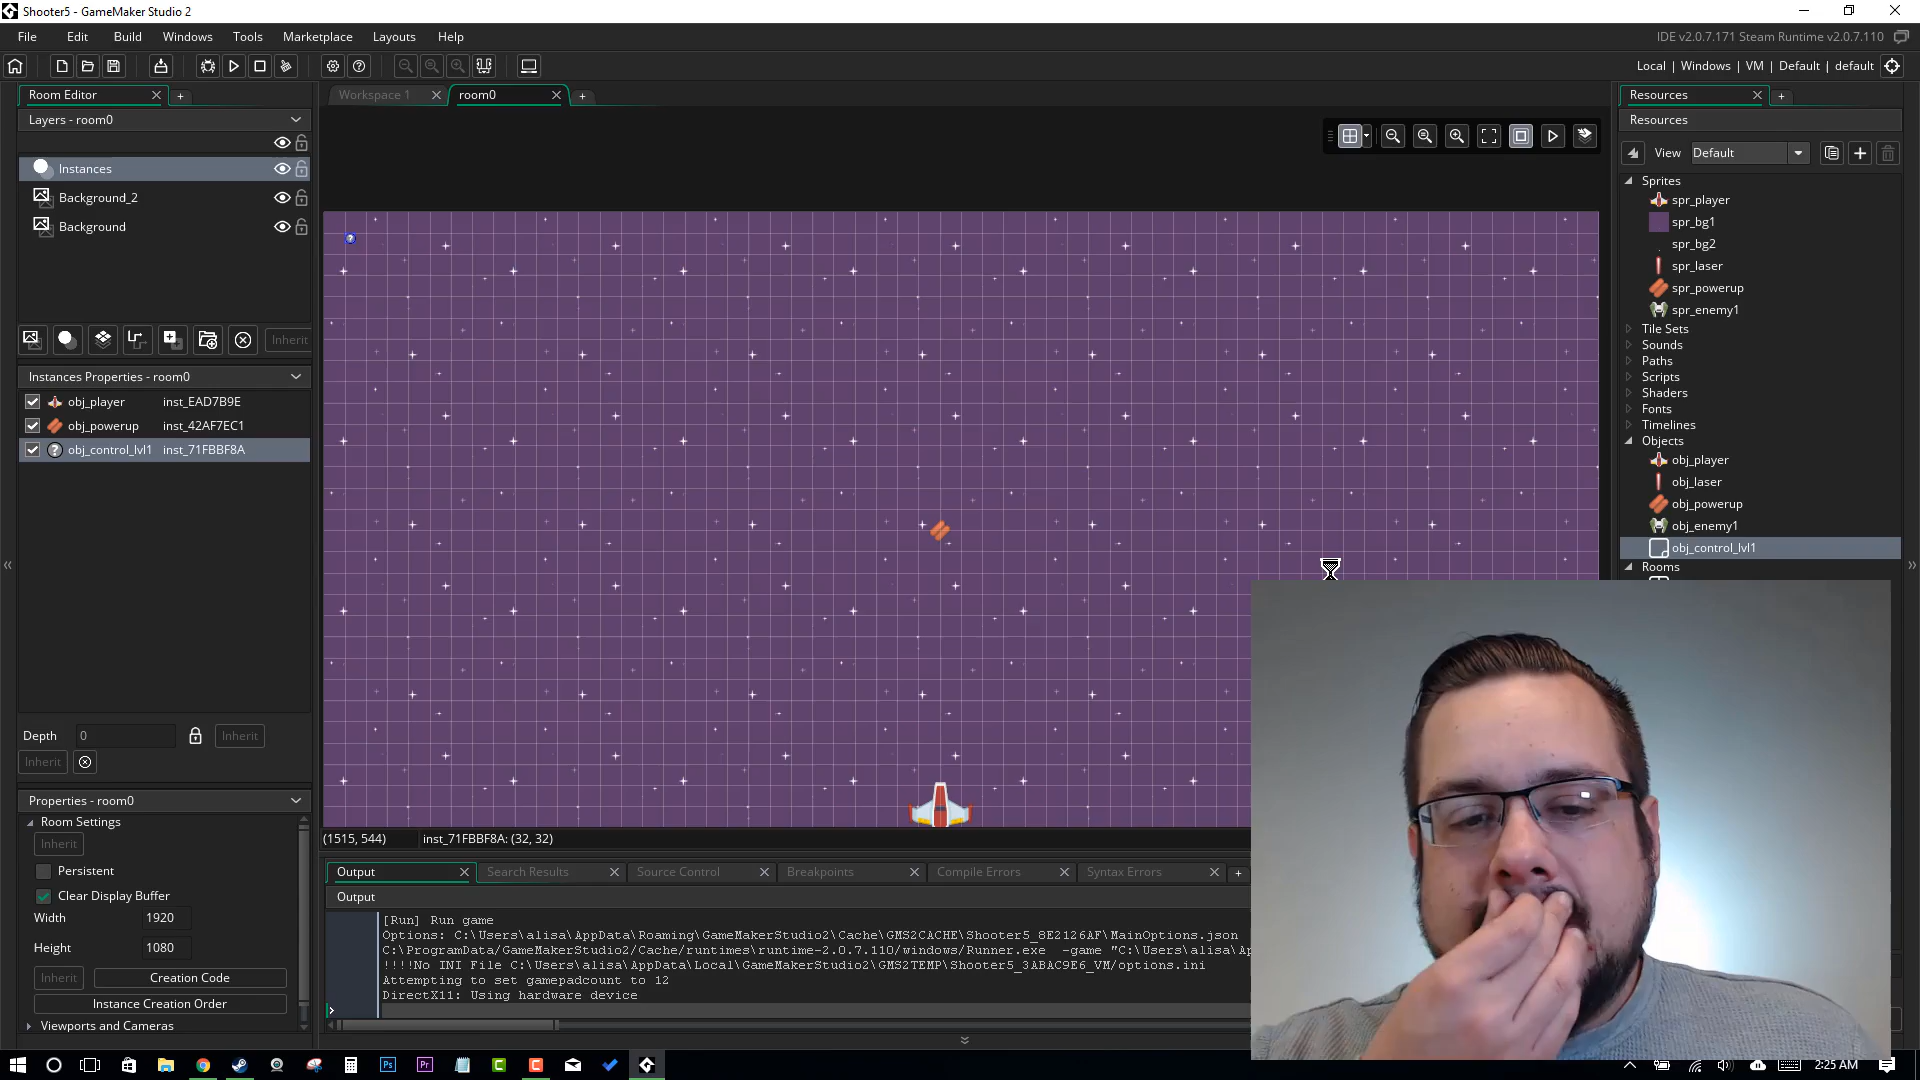 Shooter5 - GameMaker Studio 2
File Edit Build Windows Tools Marketplace Layouts Help
IDE v2.0.7.171 Steam Runtime v2.0.7.110
Local | Windows | VM | Default | default
Room Editor
Workspace 1
room0
Resources
Layers - room0
Resources
View Default
Instances
Background_2
Background
Sprites
spr_player
spr_bg1
spr_bg2
spr_laser
spr_powerup
spr_enemy1
Tile Sets
Sounds
Paths
Scripts
Shaders
Fonts
Timelines
Objects
obj_player
obj_laser
obj_powerup
obj_enemy1
obj_control_lvl1
Rooms
Inherit
Instances Properties - room0
obj_player inst_EAD7B9E
obj_powerup inst_42AF7EC1
obj_control_lvl1 inst_71FBBF8A
Depth 0 Inherit
Inherit
Properties - room0
Room Settings
Inherit
Persistent
Clear Display Buffer
Width 1920
Height 1080
Inherit Creation Code
Instance Creation Order
Viewports and Cameras
(1515, 544) inst_71FBBF8A: (32, 32)
Output Search Results Source Control Breakpoints Compile Errors Syntax Errors
Output
[Run] Run game
Options: C:\Users\alisa\AppData\Roaming\GameMakerStudio2\Cache\GMS2CACHE\Shooter5_8E2126AF\MainOptions.json
C:\ProgramData/GameMakerStudio2/Cache/runtimes\runtime-2.0.7.110/windows/Runner.exe -game "C:\Users\alisa\Ap
!!!!No INI File C:\Users\alisa\AppData\Local\GameMakerStudio2\GMS2TEMP\Shooter5_3ABAC9E6_VM/options.ini
Attempting to set gamepadcount to 12
DirectX11: Using hardware device
2:25 AM